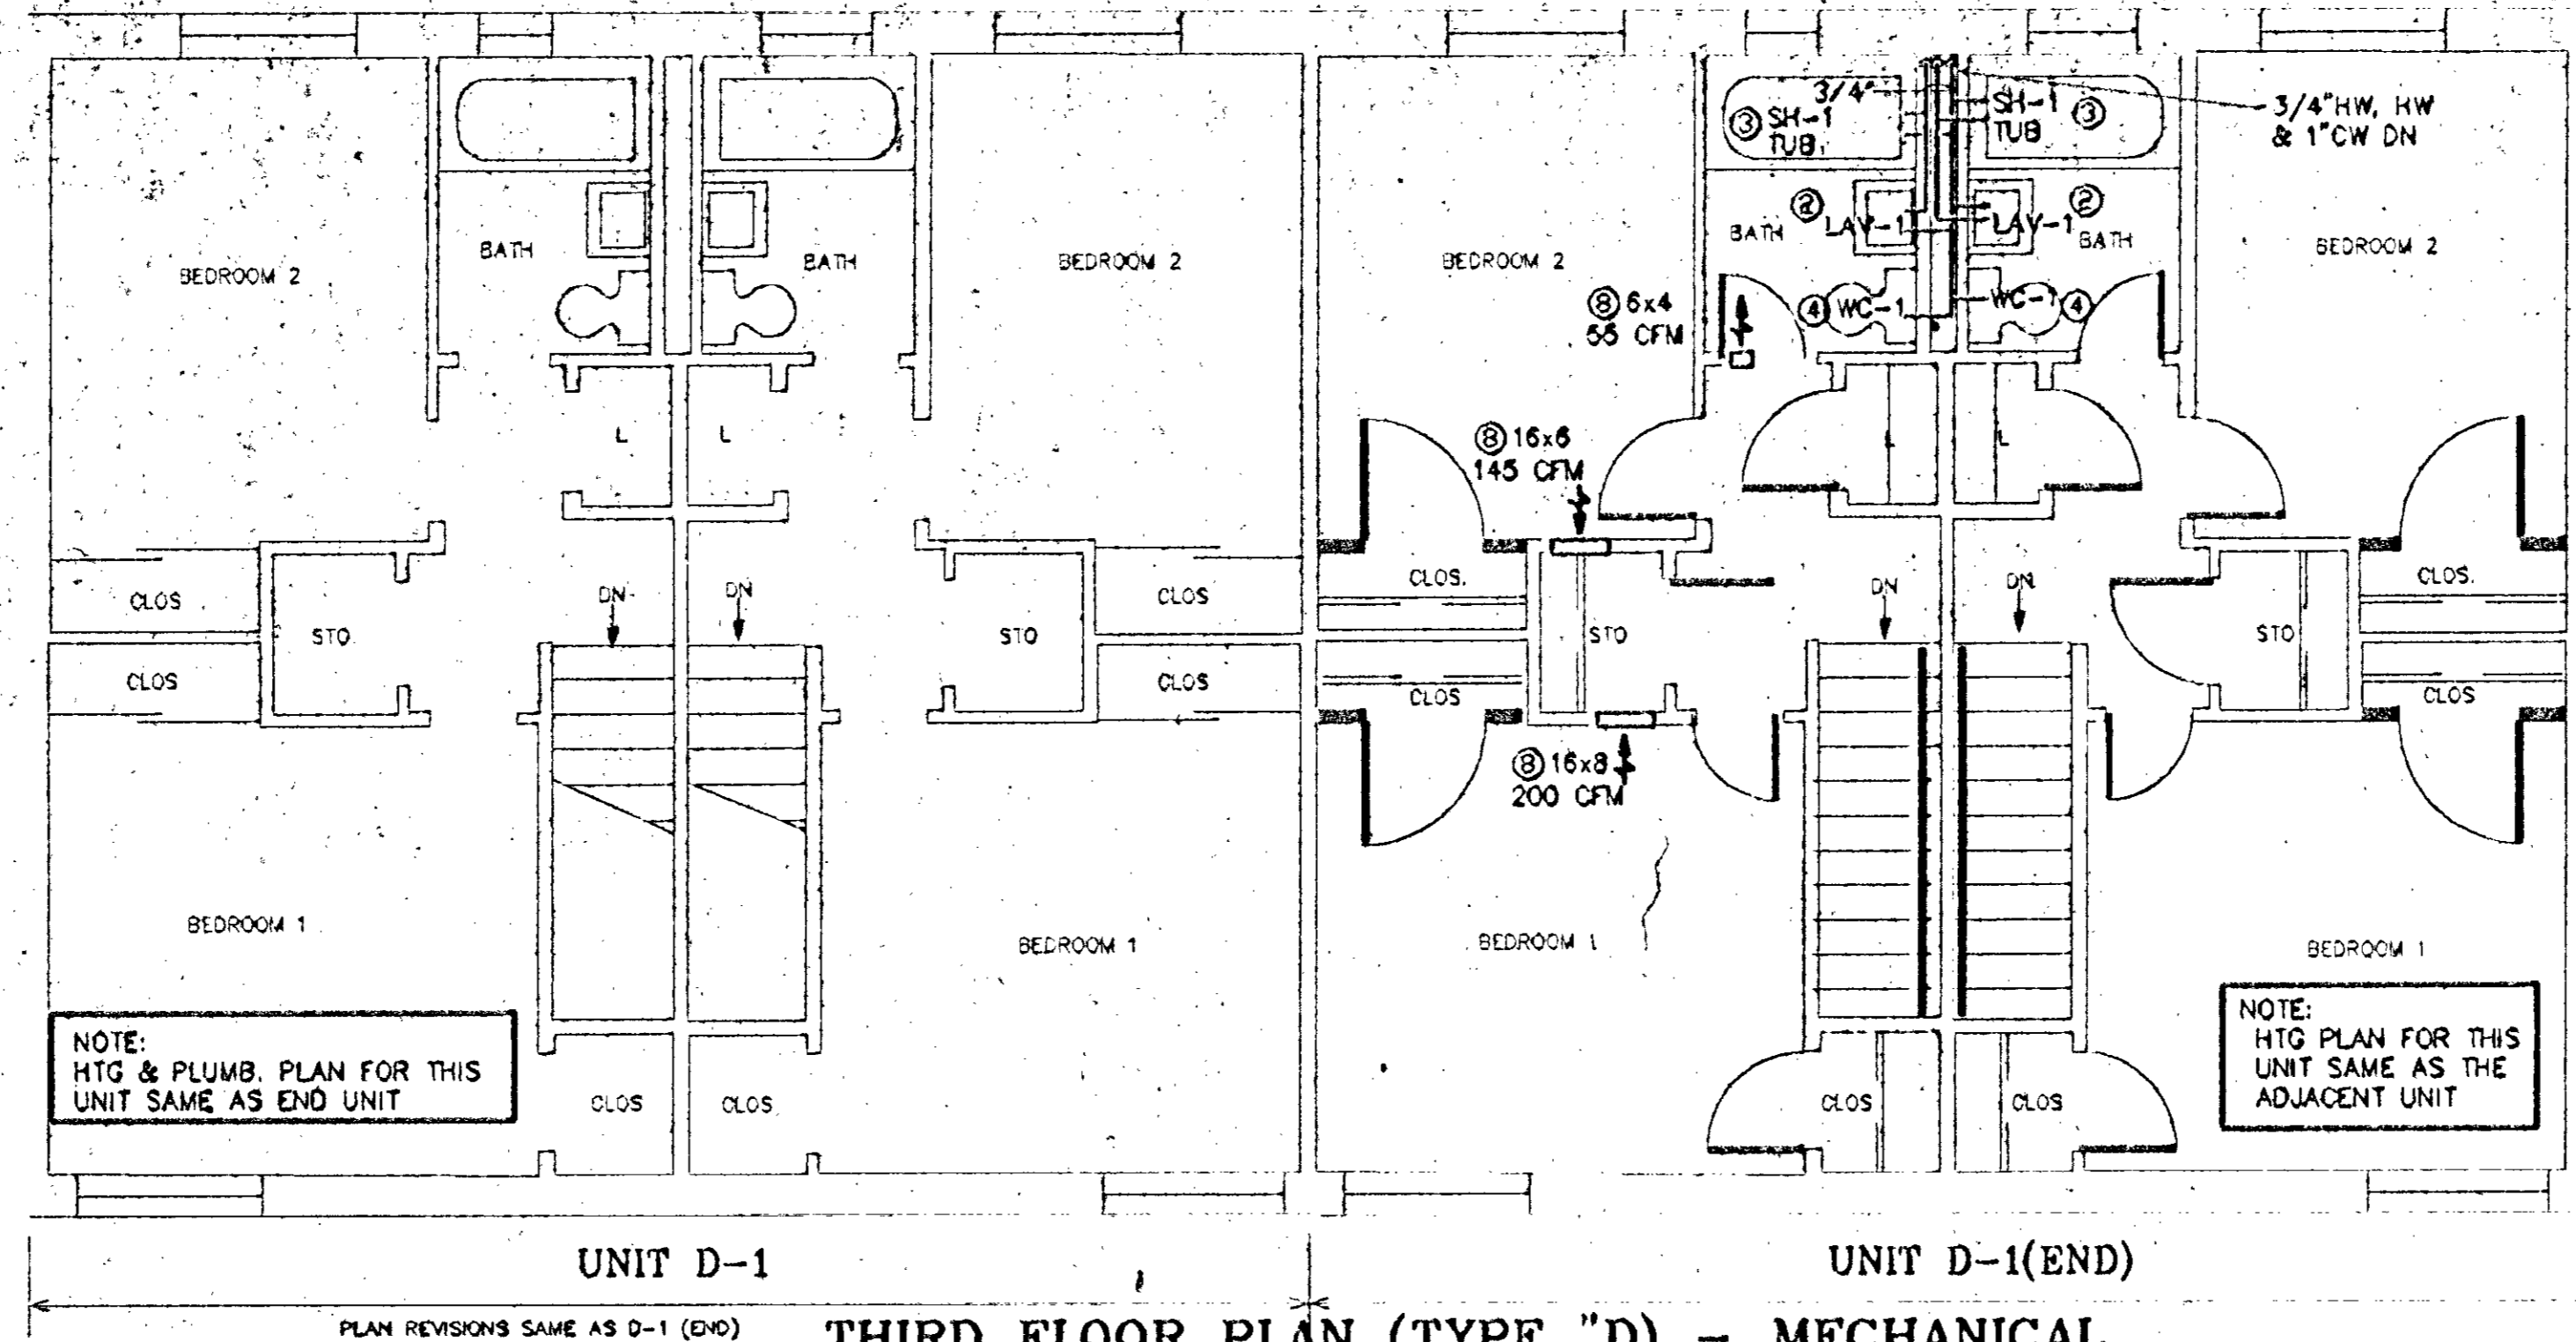 3/4"
③ SH-1
TUB
SH-1 ③
TUB
3/4"HW, HW
& 1"CW DN
② LAV-1
LAV-1 ②
BATH
BATH
BATH
BATH
BEDROOM 2
BEDROOM 2
BEDROOM 2
BEDROOM 2
⑧ 6x4
55 CFM
④ WC-1
WC-1 ④
L
L
L
⑧ 16x6
145 CFM
CLOS
STO
DN
DN
STO
CLOS
CLOS.
STO
DN
DN
STO
CLOS.
CLOS
CLOS
CLOS
CLOS
⑧ 16x8
200 CFM
BEDROOM 1
BEDROOM 1
BEDROOM 1
BEDROOM 1
NOTE:
HTG & PLUMB. PLAN FOR THIS
UNIT SAME AS END UNIT
CLOS
CLOS
CLOS
CLOS
NOTE:
HTG PLAN FOR THIS
UNIT SAME AS THE
ADJACENT UNIT
UNIT D-1
UNIT D-1(END)
PLAN REVISIONS SAME AS D-1 (END)
THIRD FLOOR PLAN (TYPE "D) - MECHANICAL